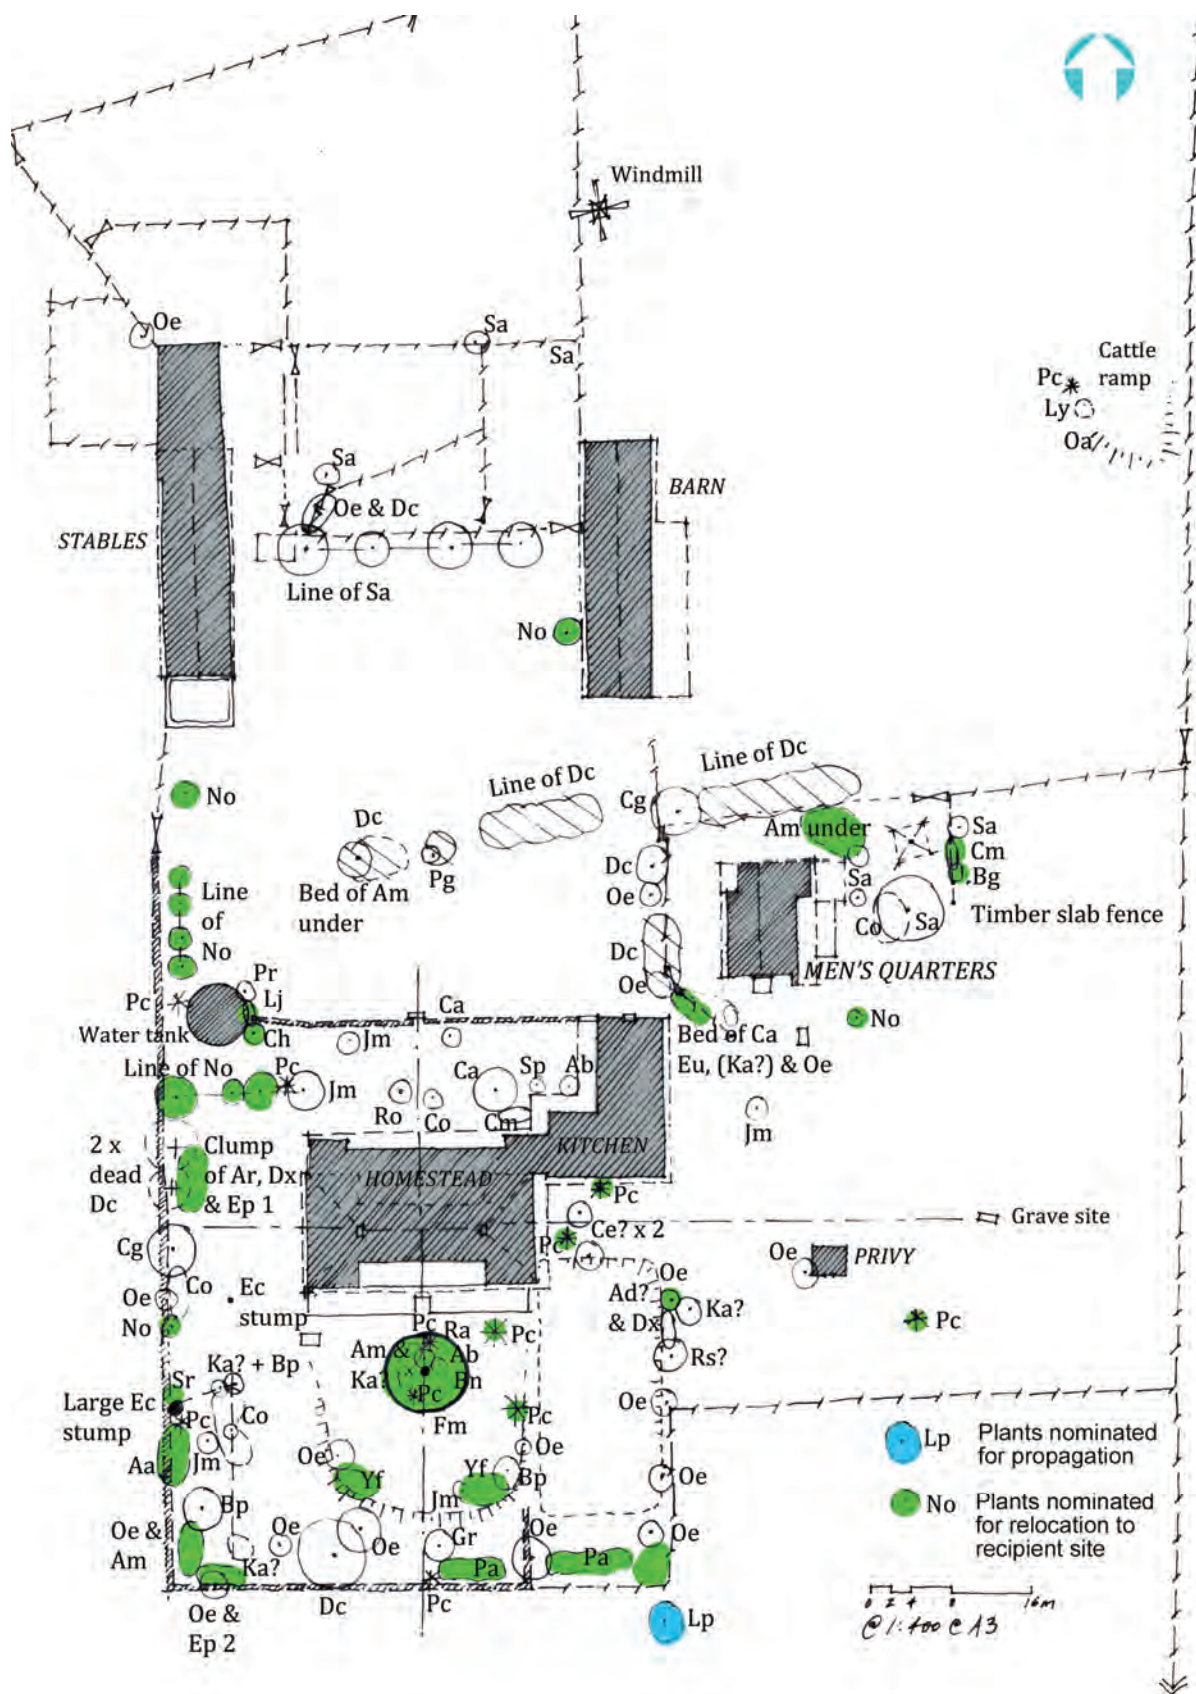 Windmill
Oe
Sa
Sa
Cattle
ramp
Pc
Ly
Oa
Sa
Oe & Dc
BARN
STABLES
Line of Sa
No
Line of Dc
Line of Dc
No
Cg
Dc
Am under
Sa
Cm
Bg
Pg
Dc
Oe
Sa
Line
of
No
Bed of Am
under
Co
Sa
Timber slab fence
Dc
Oe
MEN'S QUARTERS
Pr
Pc
Lj
Ca
Water tank
Ch
Jm
Bed of Ca
Eu, (Ka?) & Oe
No
Line of No
Pc
Jm
Ca
Sp
Ab
Ro
Co
Cm
Jm
2 x
dead
Dc
Clump
of Ar, Dx
& Ep 1
KITCHEN
HOMESTEAD
Pc
Grave site
Cg
Ce? x 2
Pc
Oe
PRIVY
Co
Oe
Ec
stump
Oe
Ad?
& Dx
Ka?
No
Pc
Ra
Pc
Pc
Am &
Ka?
Ab
Bn
Rs?
Ka? + Bp
Sr
Pc
Large Ec
stump
Pc
Co
Fm
Pc
Oe
Lp
Plants nominated
for propagation
Aa
Jm
Oe
Yf
Yf
Oe
Bp
Oe
Jm
No
Plants nominated
for relocation to
recipient site
Bp
Oe &
Am
Oe
Oe
Gr
Oe
Oe
Ka?
Pa
Pa
Oe &
Ep 2
Dc
Pc
Lp
0 2 4 8 16m
@ 1:400 @ A3